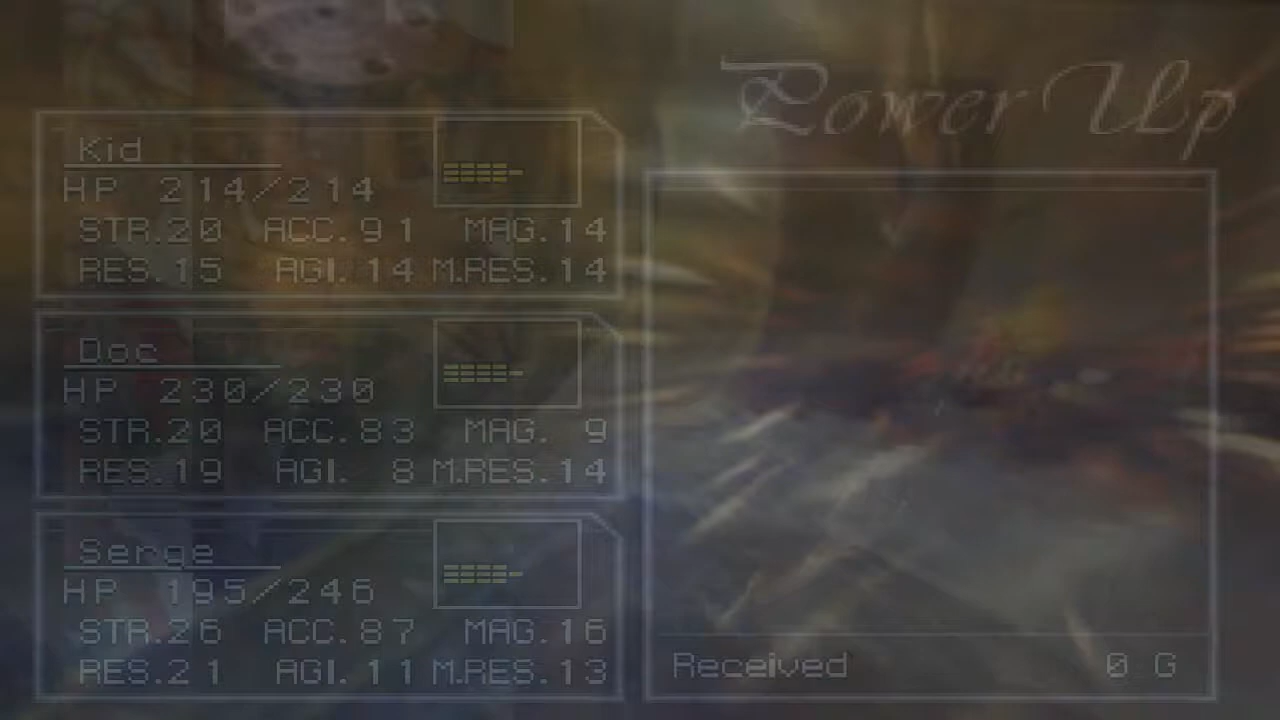 Power Up
Kid
HP 214/214
STR.20 ACC.91 MAG.14
RES.15 AGI.14 M.RES.14
Doc
HP 230/230
STR.20 ACC.83 MAG. 9
RES.19 AGI. 8 M.RES.14
Serge
HP 195/246
STR.26 ACC.87 MAG.16
RES.21 AGI.11 M.RES.13
Received 0 G